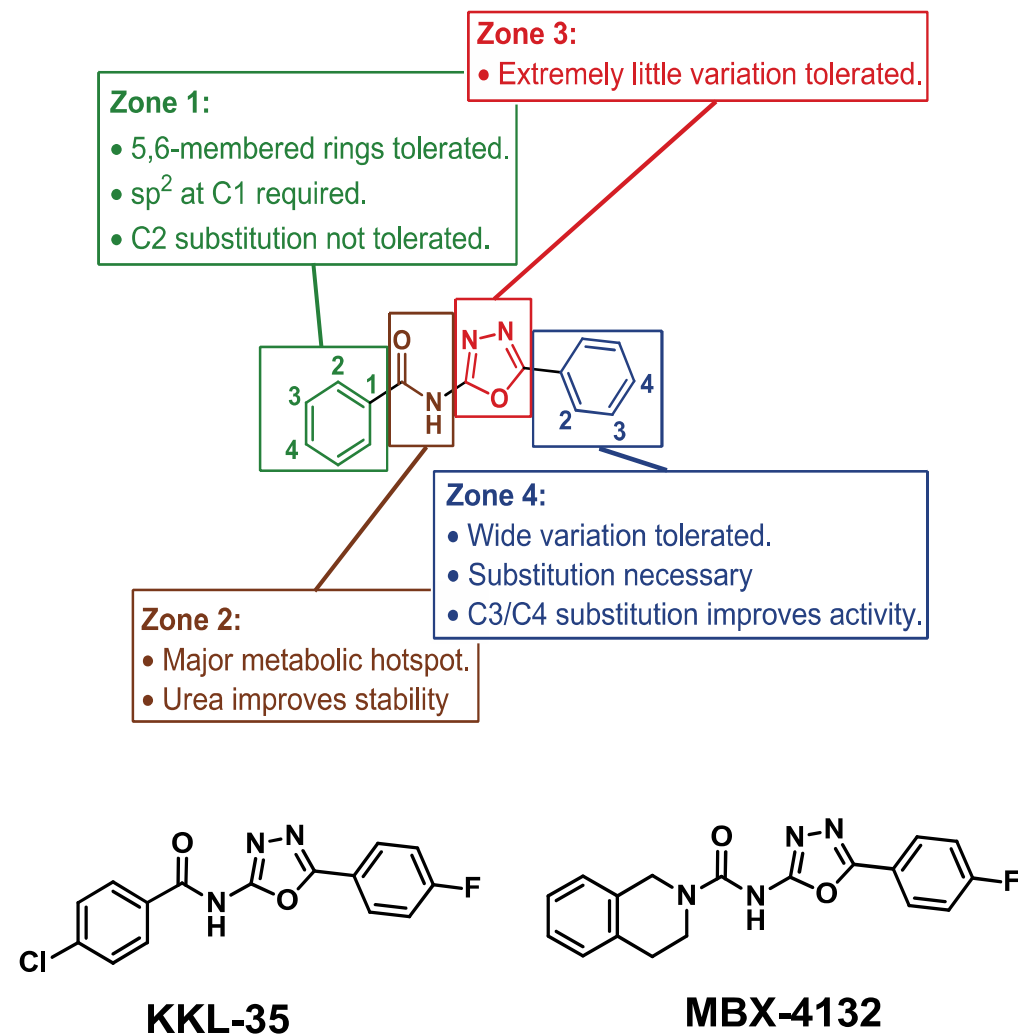 Zone 3:
• Extremely little variation tolerated.
Zone 1:
• 5,6-membered rings tolerated.
• sp² at C1 required.
• C2 substitution not tolerated.
O
N
N
2
1
3
N
H
O
4
4
2
3
Zone 4:
• Wide variation tolerated.
• Substitution necessary
• C3/C4 substitution improves activity.
Zone 2:
• Major metabolic hotspot.
• Urea improves stability
O
N
N
N
H
O
F
Cl
KKL-35
O
N
N
N
N
H
O
F
MBX-4132